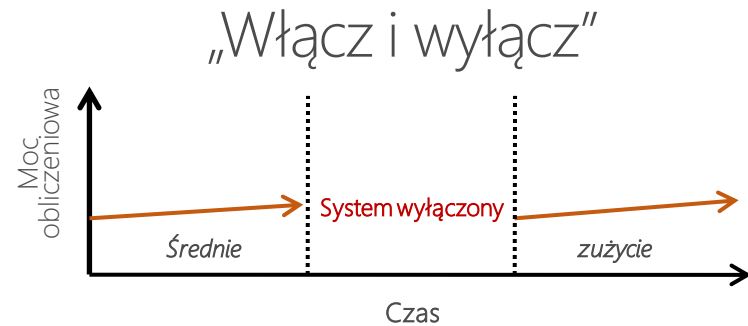 „Włącz i wyłącz”
Moc
obliczeniowa
System wyłączony
Średnie
zużycie
Czas